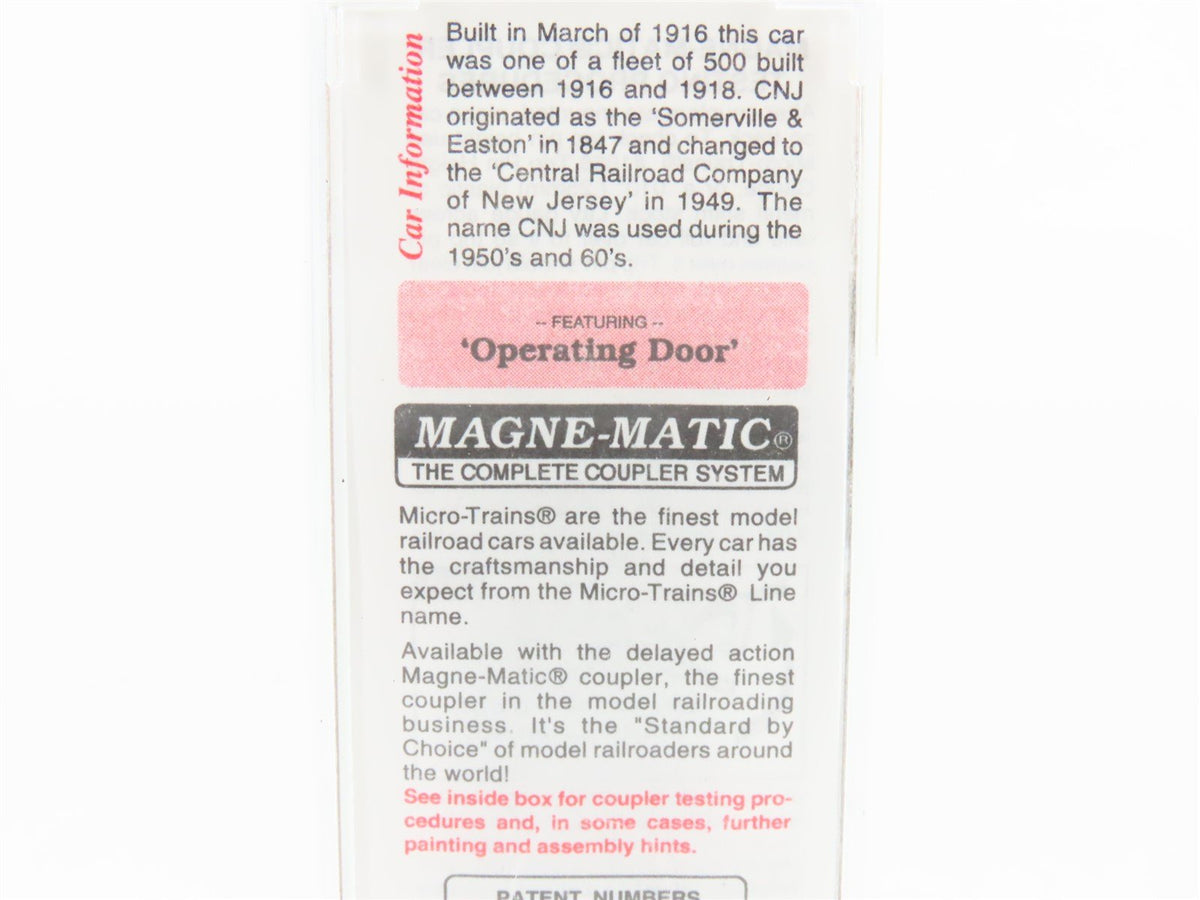 Car Information
Built in March of 1916 this car
was one of a fleet of 500 built
between 1916 and 1918. CNJ
originated as the ‘Somerville &
Easton’ in 1847 and changed to
the ‘Central Railroad Company
of New Jersey’ in 1949. The
name CNJ was used during the
1950’s and 60’s.
-- FEATURING --
‘Operating Door’
MAGNE-MATIC®
THE COMPLETE COUPLER SYSTEM
Micro-Trains® are the finest model
railroad cars available. Every car has
the craftsmanship and detail you
expect from the Micro-Trains® Line
name.
Available with the delayed action
Magne-Matic® coupler, the finest
coupler in the model railroading
business. It's the "Standard by
Choice" of model railroaders around
the world!
See inside box for coupler testing pro-
cedures and, in some cases, further
painting and assembly hints.
PATENT NUMBERS